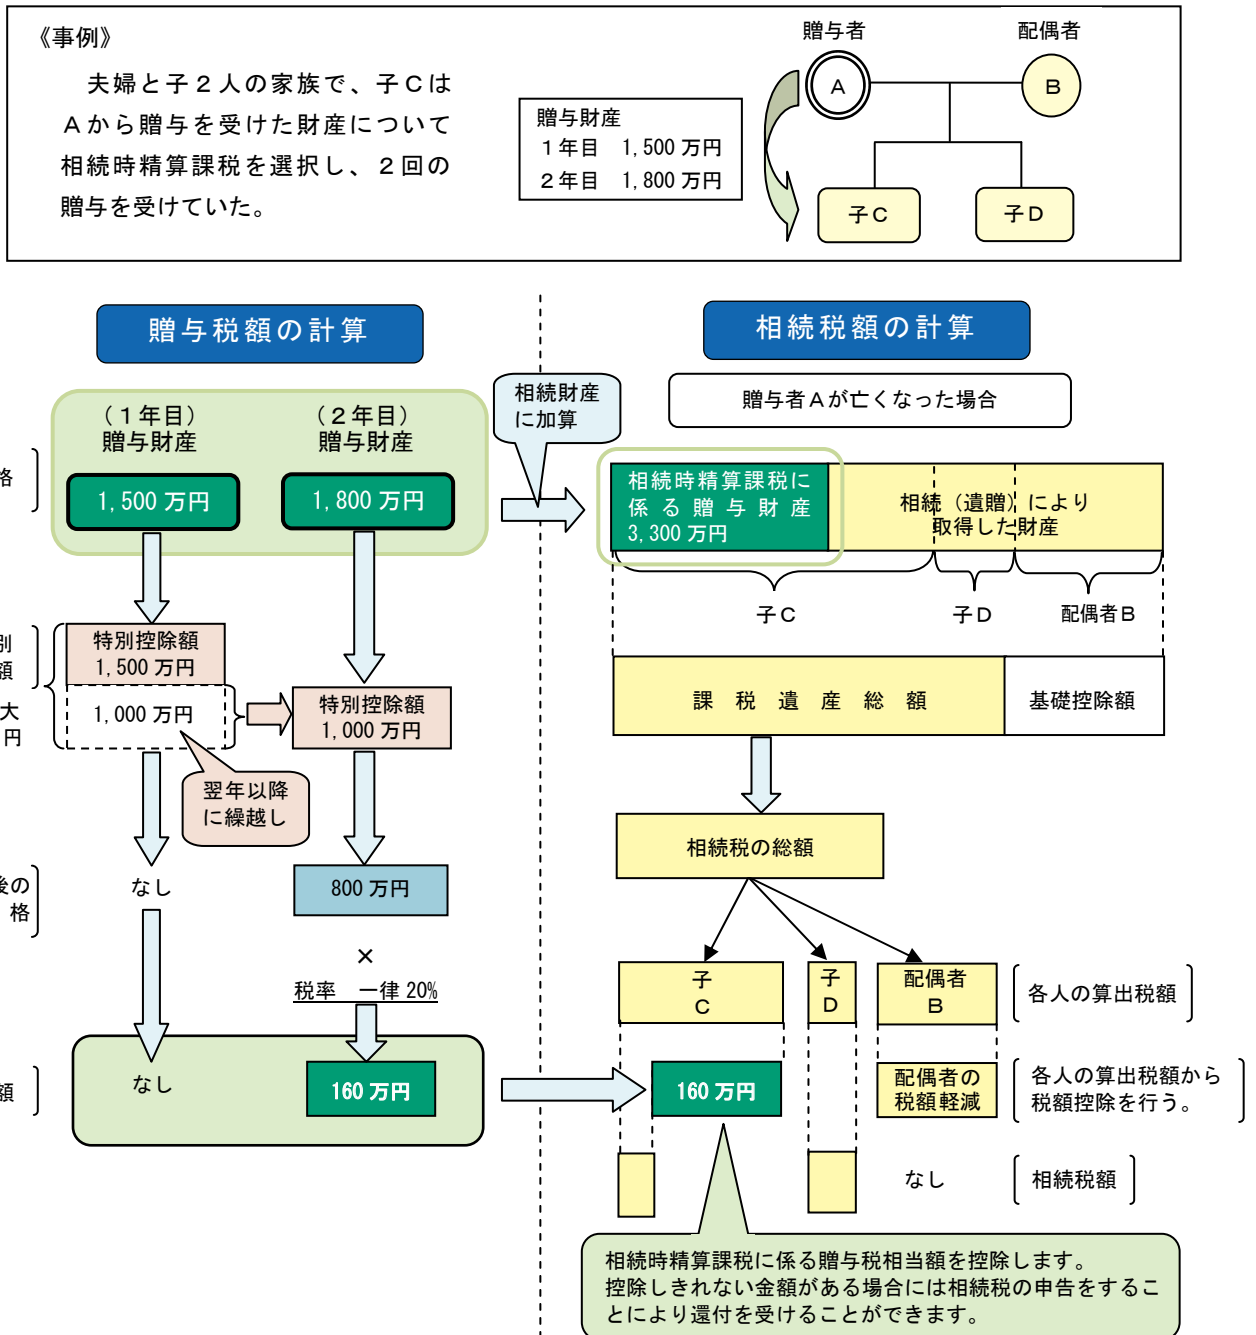 《事例》
夫婦と子２人の家族で、子Ｃは
Ａから贈与を受けた財産について
相続時精算課税を選択し、２回の
贈与を受けていた。
贈与財産
１年目　1,500 万円
２年目　1,800 万円
贈与者
配偶者
Ａ
Ｂ
子Ｃ
子Ｄ
贈与税額の計算
（１年目）
贈与財産
（２年目）
贈与財産
格
1,500 万円
1,800 万円
相続財産
に加算
別
額
大
円
特別控除額
1,500 万円
1,000 万円
特別控除額
1,000 万円
翌年以降
に繰越し
後の
格
なし
800 万円
×
税率　一律 20%
額
なし
160 万円
相続税額の計算
贈与者Ａが亡くなった場合
相続時精算課税に
係る贈与財産
3,300 万円
相続（遺贈）により
取得した財産
子Ｃ
子Ｄ
配偶者Ｂ
課税遺産総額
基礎控除額
相続税の総額
子
Ｃ
子
Ｄ
配偶者
Ｂ
各人の算出税額
160 万円
配偶者の
税額軽減
各人の算出税額から
税額控除を行う。
なし
相続税額
相続時精算課税に係る贈与税相当額を控除します。
控除しきれない金額がある場合には相続税の申告をするこ
とにより還付を受けることができます。